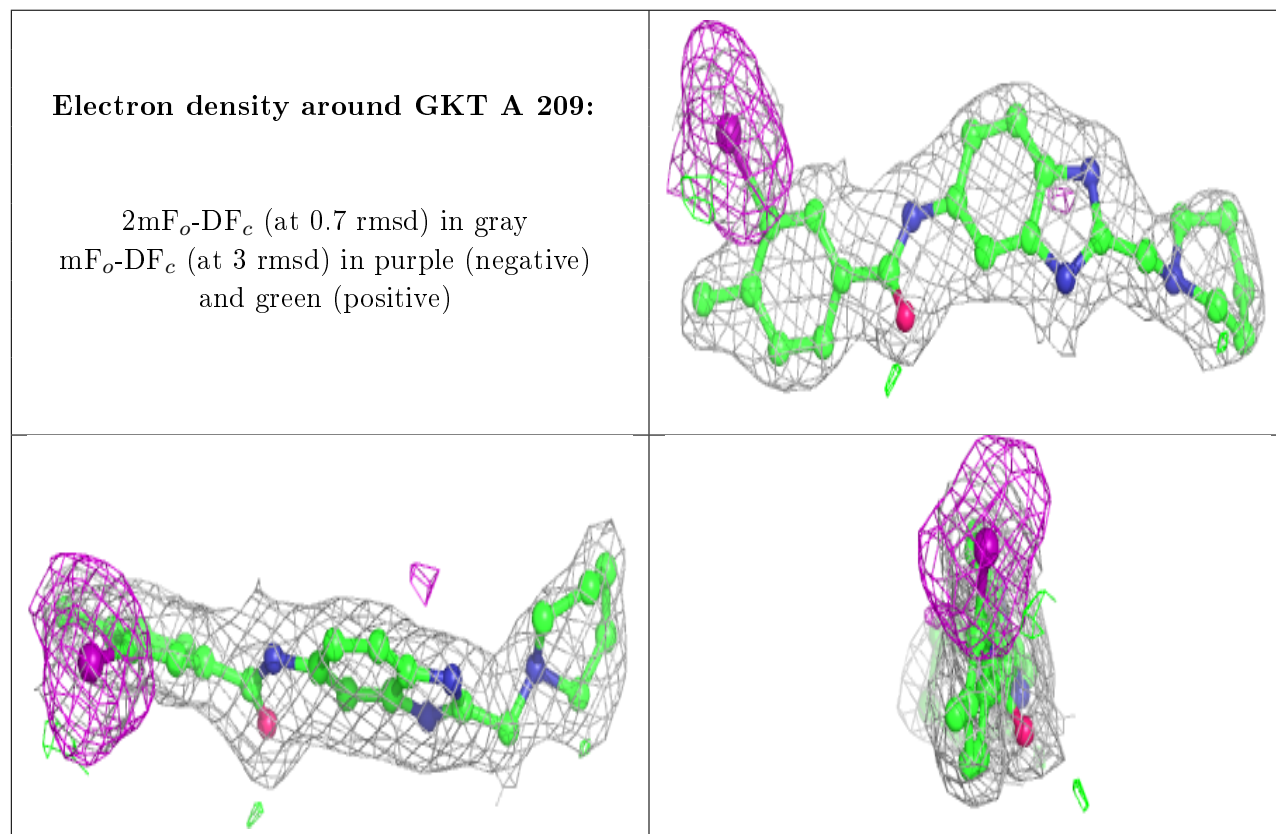 Electron density around GKT A 209:
2mFₒ-DF𝒸 (at 0.7 rmsd) in gray
mFₒ-DF𝒸 (at 3 rmsd) in purple (negative)
and green (positive)